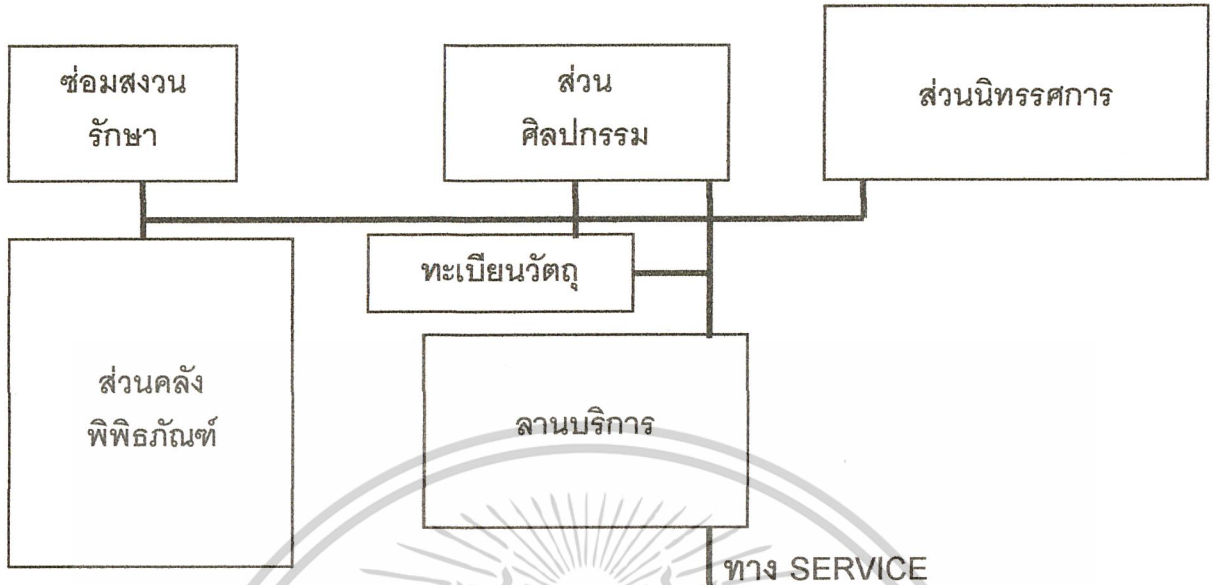 ซ่อมสงวน
รักษา
ส่วน
ศิลปกรรม
ส่วนนิทรรศการ
ทะเบียนวัตถุ
ส่วนคลัง
พิพิธภัณฑ์
ลานบริการ
ทาง SERVICE